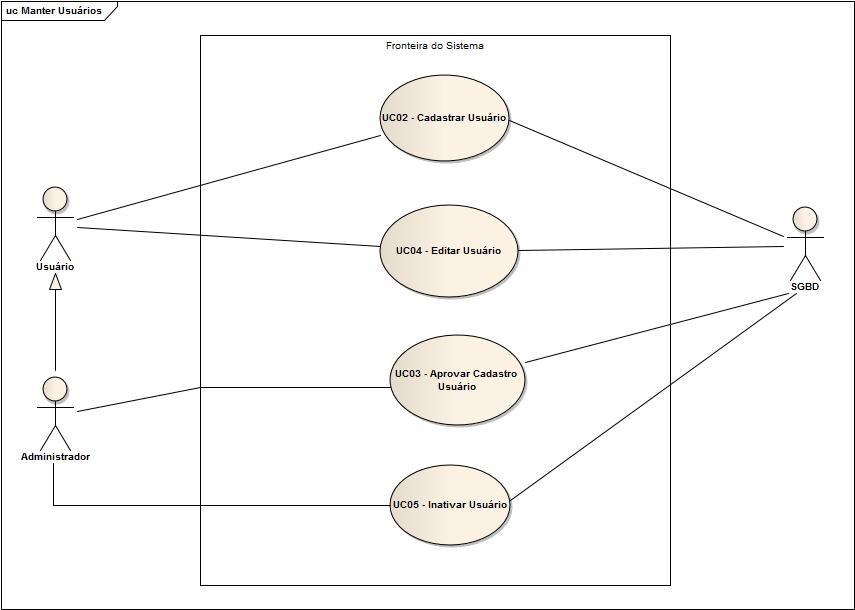 uc Manter Usuários
Fronteira do Sistema
UC02 - Cadastrar Usuário
UC04 - Editar Usuário
Usuário
SGBD
UC03 - Aprovar Cadastro
Usuário
Administrador
UC05 - Inativar Usuário